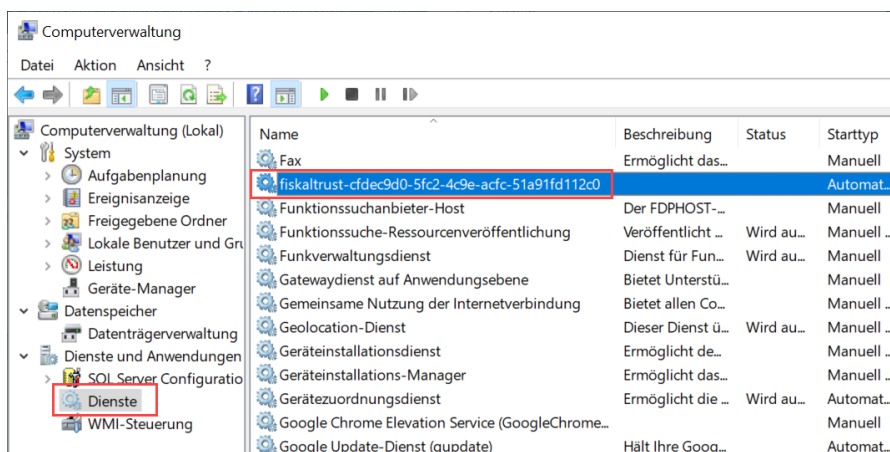 Computerverwaltung
Datei Aktion Ansicht ?
Computerverwaltung (Lokal)
System
Aufgabenplanung
Ereignisanzeige
Freigegebene Ordner
Lokale Benutzer und Gru
Leistung
Geräte-Manager
Datenspeicher
Datenträgerverwaltung
Dienste und Anwendungen
SQL Server Configuratio
Dienste
WMI-Steuerung
Name Beschreibung Status Starttyp
Fax Ermöglicht das... Manuell
fiskaltrust-cfdec9d0-5fc2-4c9e-acfc-51a91fd112c0 Automat...
Funktionssuchanbieter-Host Der FDPHOST-... Manuell
Funktionssuche-Ressourcenveröffentlichung Veröffentlicht ... Wird au... Manuell ...
Funkverwaltungsdienst Dienst für Fun... Wird au... Manuell ...
Gatewaydienst auf Anwendungsebene Bietet Unterstü... Manuell
Gemeinsame Nutzung der Internetverbindung Bietet allen Co... Manuell ...
Geolocation-Dienst Dieser Dienst ü... Wird au... Manuell ...
Geräteinstallationsdienst Ermöglicht de... Manuell ...
Geräteinstallations-Manager Ermöglicht das... Manuell ...
Gerätezuordnungsdienst Ermöglicht die ... Wird au... Automat...
Google Chrome Elevation Service (GoogleChrome... Manuell
Google Update-Dienst (gupdate) Hält Ihre Goog... Automat...